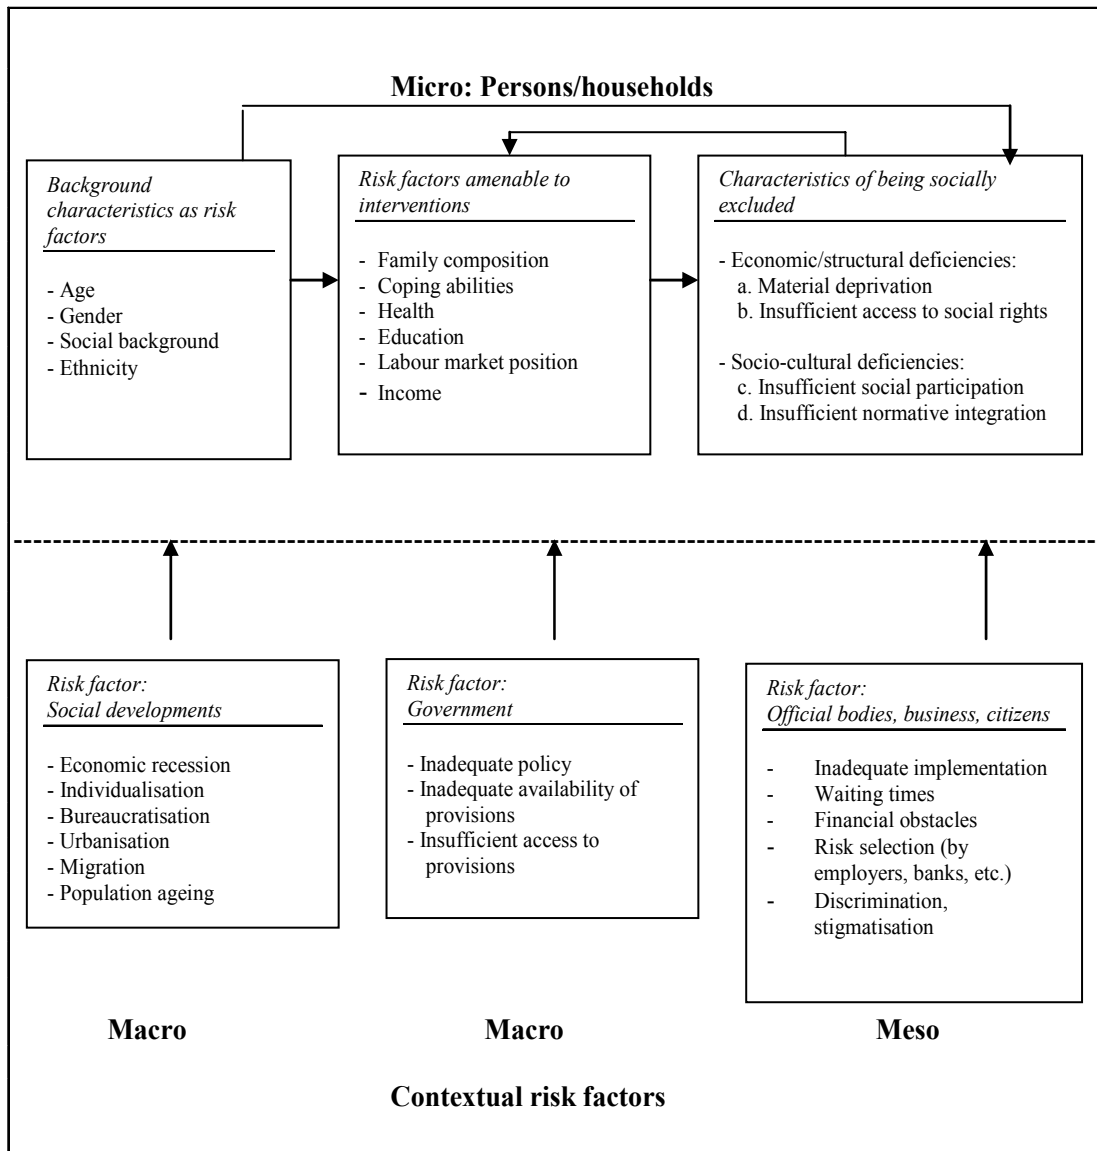 Micro: Persons/households
Background
characteristics as risk
factors
- Age
- Gender
- Social background
- Ethnicity
Risk factors amenable to
interventions
- Family composition
- Coping abilities
- Health
- Education
- Labour market position
- Income
Characteristics of being socially
excluded
- Economic/structural deficiencies:
a. Material deprivation
b. Insufficient access to social rights
- Socio-cultural deficiencies:
c. Insufficient social participation
d. Insufficient normative integration
Risk factor:
Social developments
- Economic recession
- Individualisation
- Bureaucratisation
- Urbanisation
- Migration
- Population ageing
Risk factor:
Government
- Inadequate policy
- Inadequate availability of
provisions
- Insufficient access to
provisions
Risk factor:
Official bodies, business, citizens
- Inadequate implementation
- Waiting times
- Financial obstacles
- Risk selection (by
employers, banks, etc.)
- Discrimination,
stigmatisation
Macro
Macro
Meso
Contextual risk factors